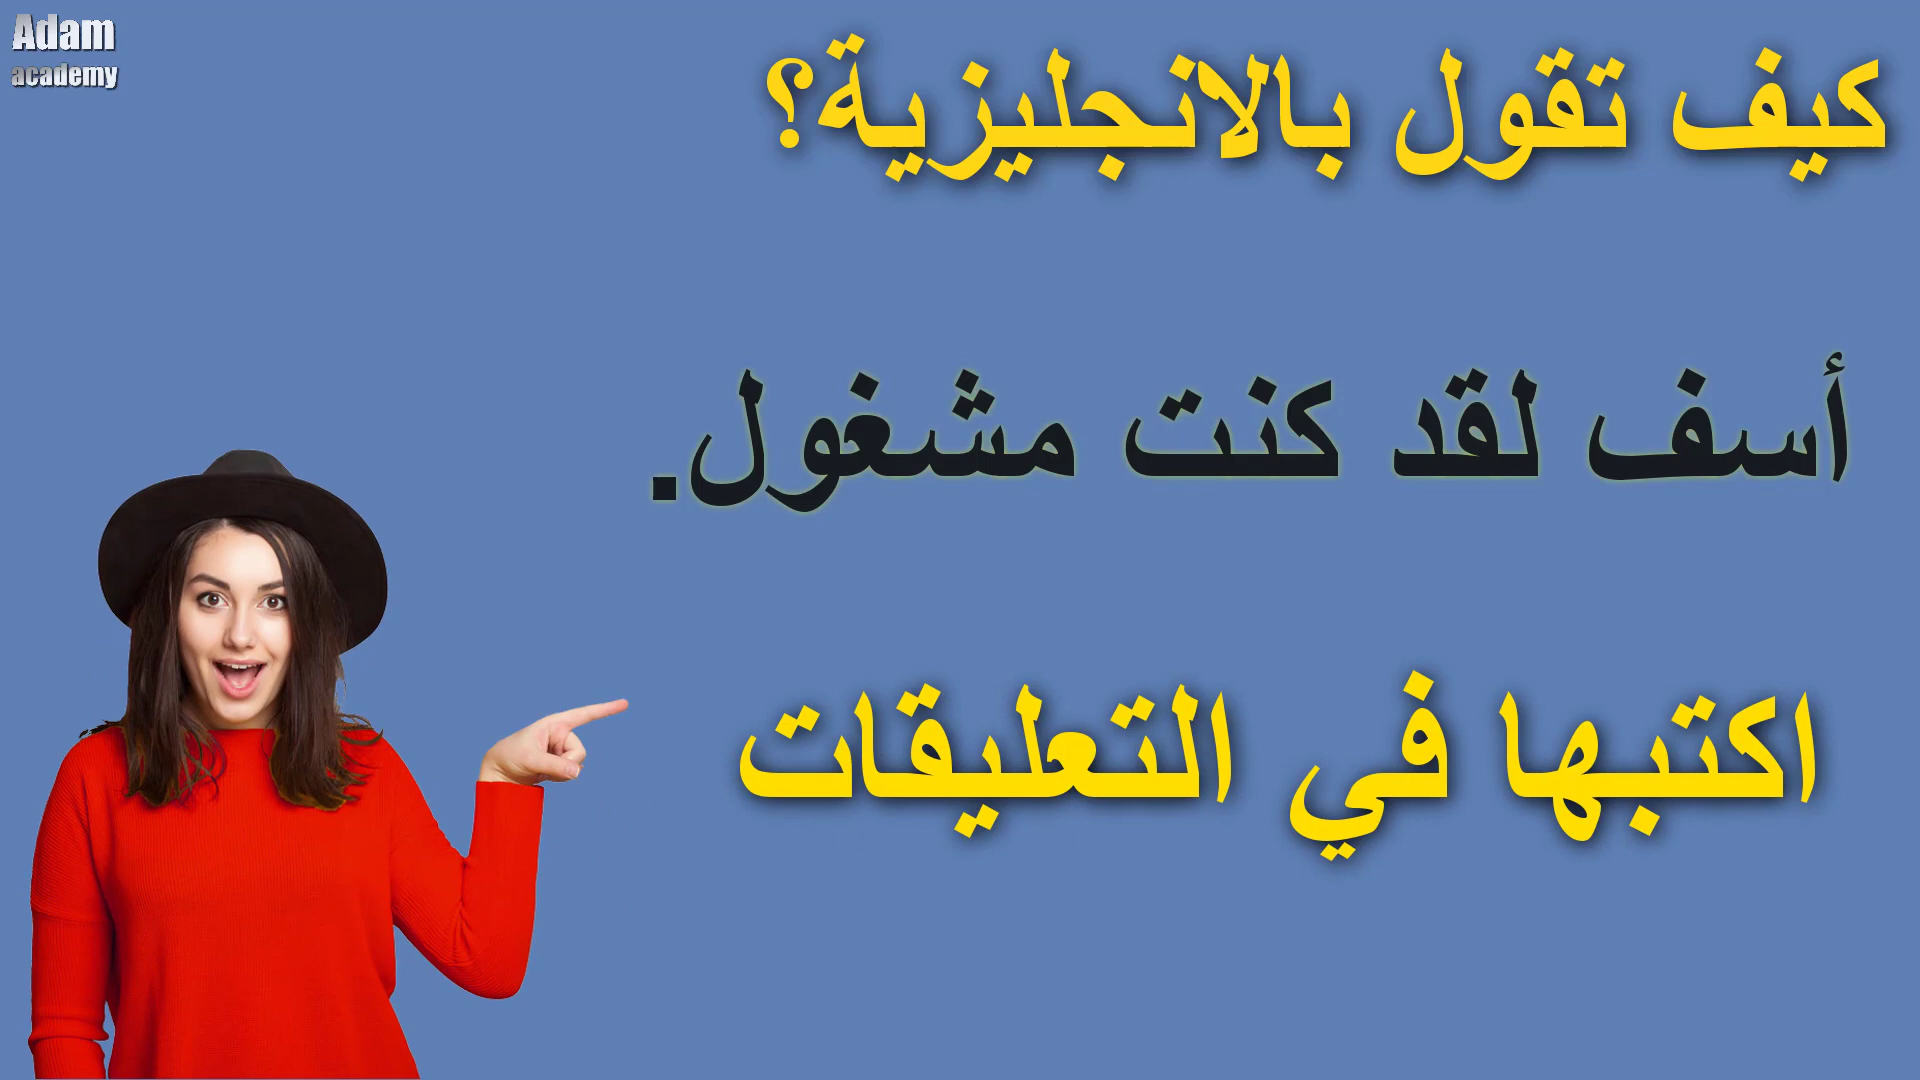 Adam
academy
كيف تقول بالانجليزية؟
أسف لقد كنت مشغول.
اكتبها في التعليقات